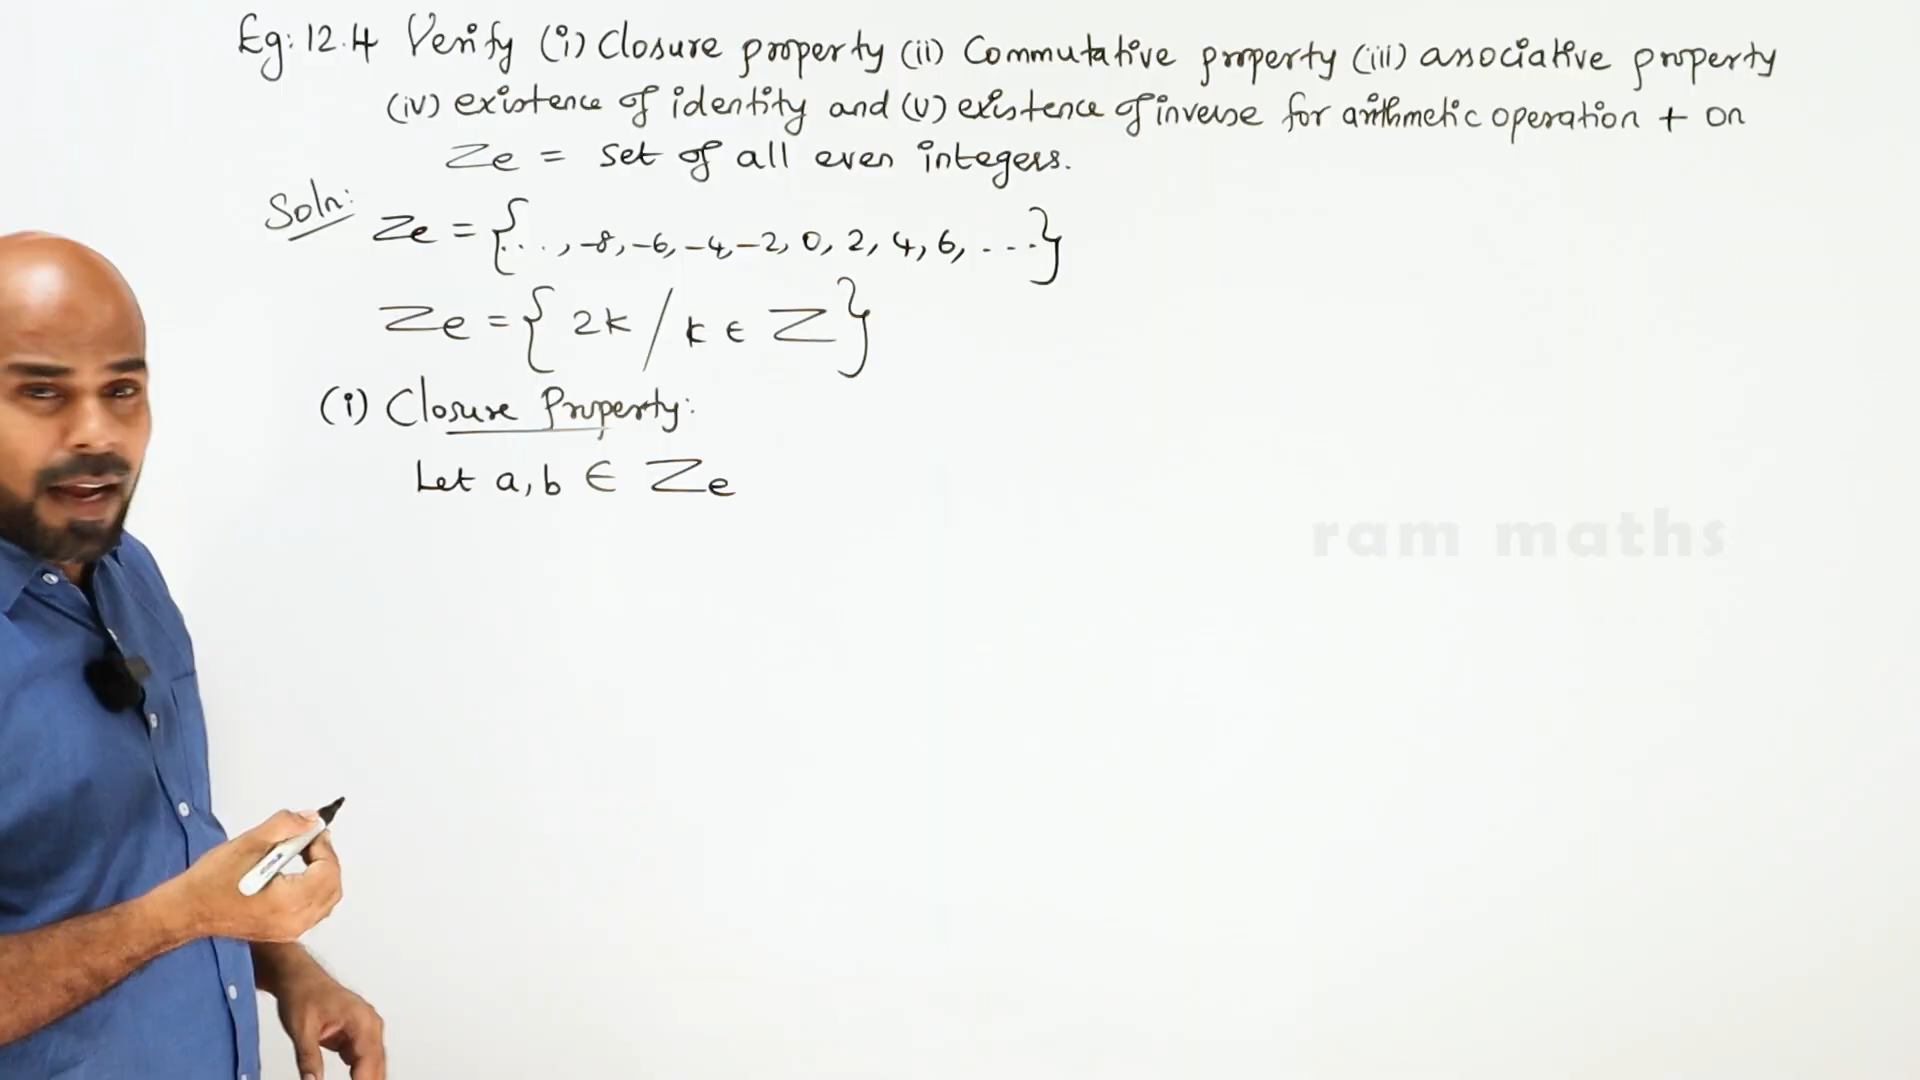 Eg: 12.4 Verify (i) Closure property (ii) Commutative property (iii) associative property
(iv) existence of identity and (v) existence of inverse for arithmetic operation + on
Ze = set of all even integers.
Soln:
Ze = {..., -8, -6, -4, -2, 0, 2, 4, 6, ....}
Ze = { 2k / k ∈ Z }
(i) Closure Property:
Let a, b ∈ Ze
ram maths